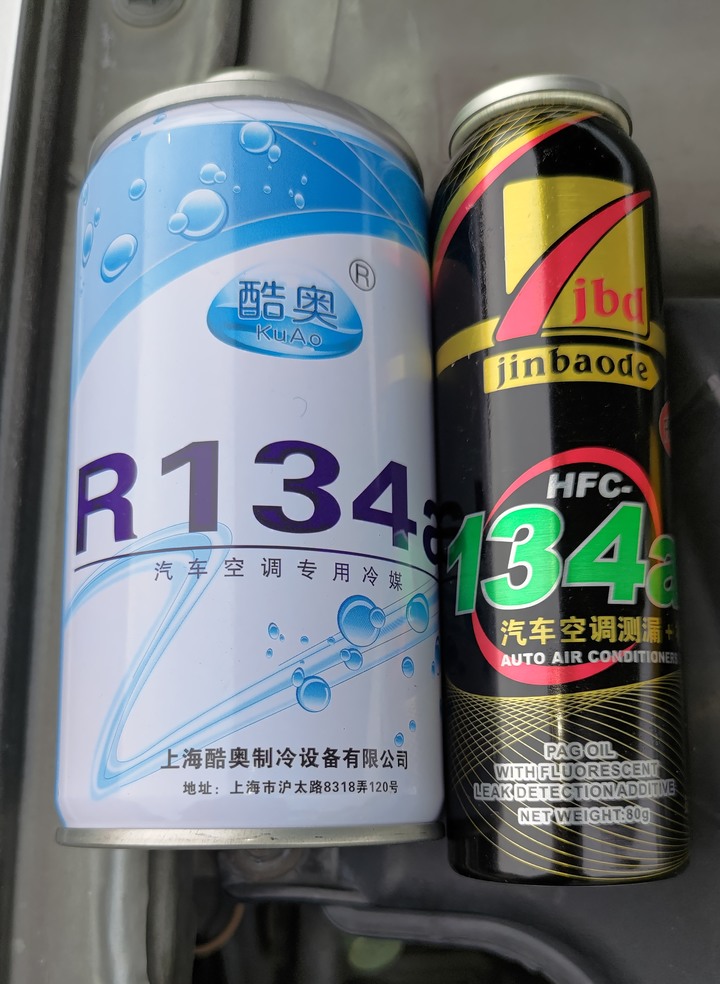 酷奥
®
KuAo
R134a
汽车空调专用冷媒
上海酷奥制冷设备有限公司
地址：上海市沪太路8318弄120号
jbd
jinbaode
HFC-
134a
汽车空调测漏+
AUTO AIR CONDITIONERS
PAG OIL
WITH FLUORESCENT
LEAK DETECTION ADDITIVE
NET WEIGHT:80g